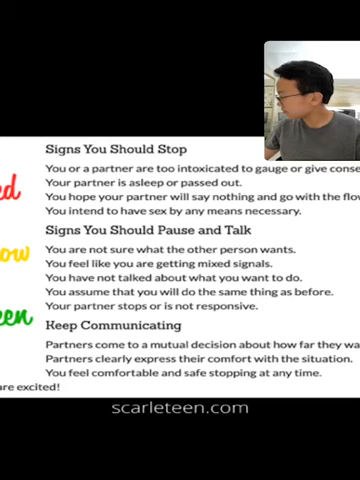 Signs You Should Stop
You or a partner are too intoxicated to gauge or give
Your partner is asleep or passed out.
You hope your partner will say nothing and go with the
You intend to have sex by any means necessary.
Signs You Should Pause and Talk
You are not sure what the other person wants.
You feel like you are getting mixed signals.
You have not talked about what you want to do.
You assume that you will do the same thing as before.
Your partner stops or is not responsive.
Keep Communicating
Partners come to a mutual decision about how far they
Partners clearly express their comfort with the situation.
You feel comfortable and safe stopping at any time.
are excited!
scarleteen.com